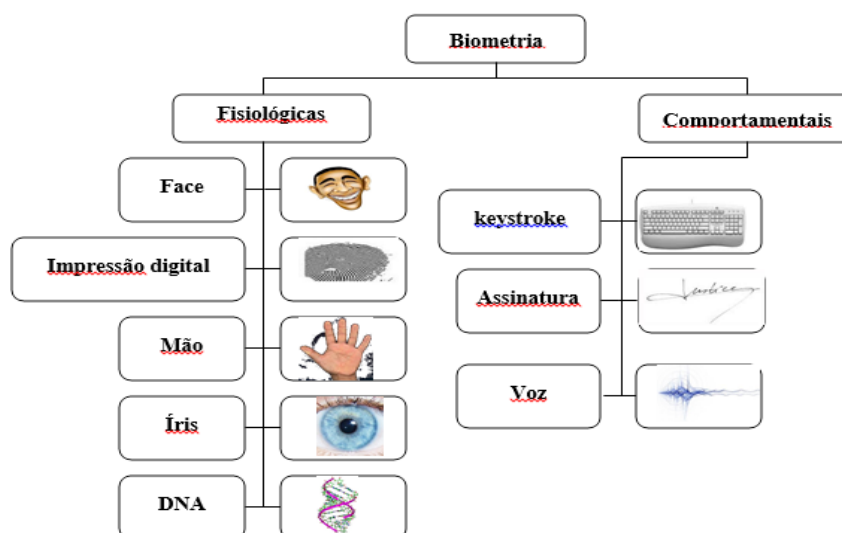 Biometria
Fisiológicas
Comportamentais
Face
Impressão digital
Mão
Íris
DNA
keystroke
Assinatura
Voz